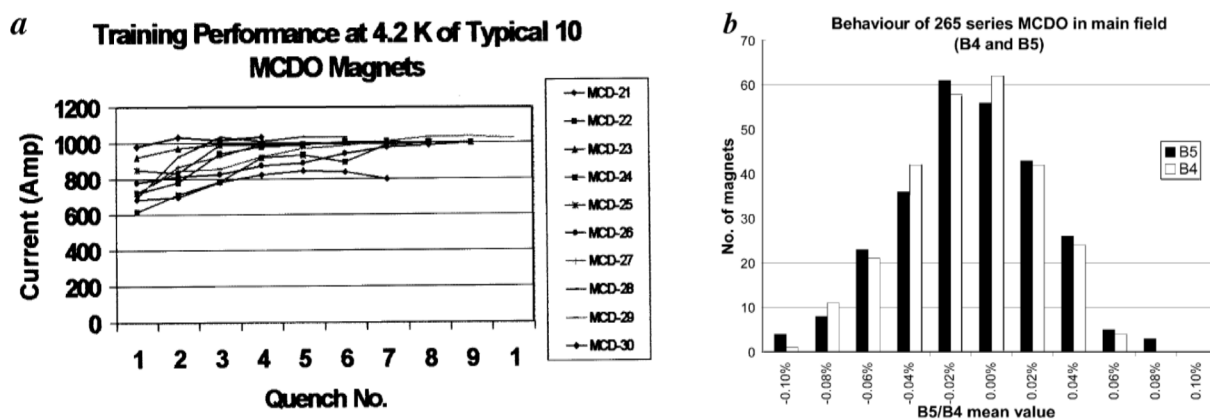 a
Training Performance at 4.2 K of Typical 10
MCDO Magnets
Current (Amp)
1200
1000
800
600
400
200
0
1 2 3 4 5 6 7 8 9 1
Quench No.
MCD-21
MCD-22
MCD-23
MCD-24
MCD-25
MCD-26
MCD-27
MCD-28
MCD-29
MCD-30
b
Behaviour of 265 series MCDO in main field
(B4 and B5)
No. of magnets
70
60
50
40
30
20
10
0
-0.10% -0.08% -0.06% -0.04% -0.02% 0.00% 0.02% 0.04% 0.06% 0.08% 0.10%
B5/B4 mean value
B5
B4